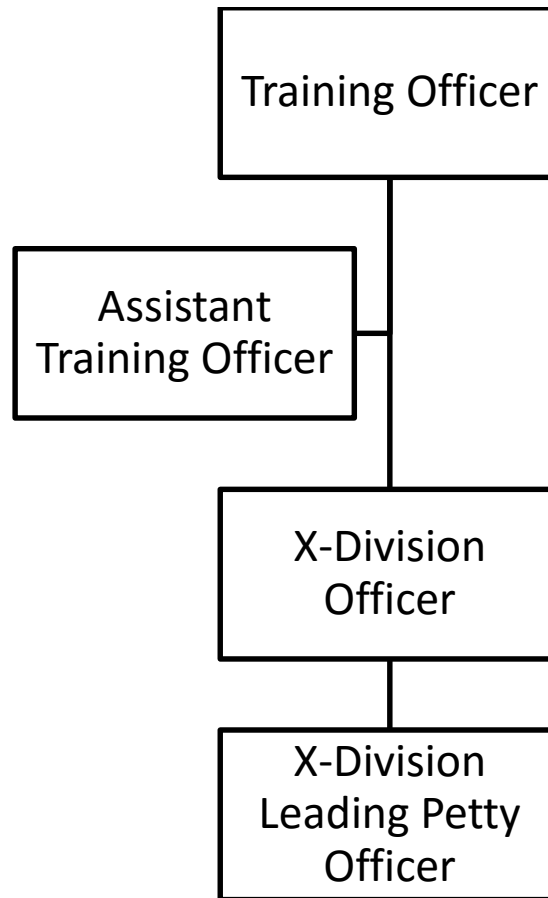 Training Officer
Assistant
Training Officer
X-Division
Officer
X-Division
Leading Petty
Officer